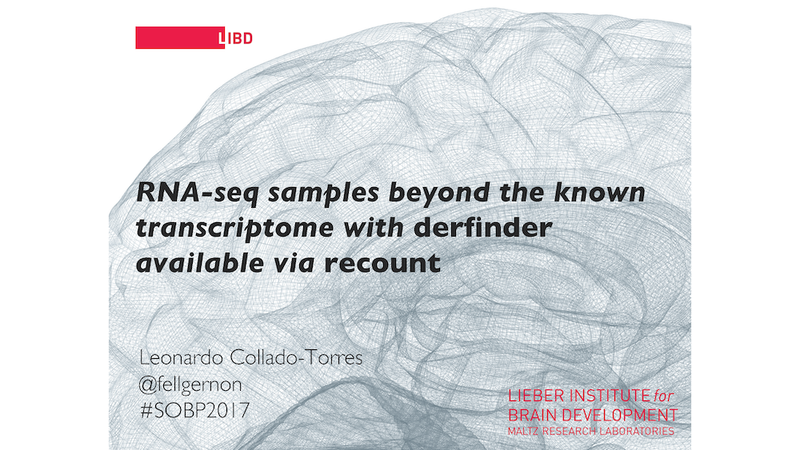 LIBD
RNA-seq samples beyond the known
transcriptome with derfinder
available via recount
Leonardo Collado-Torres
@fellgernon
#SOBP2017
LIEBER INSTITUTE for
BRAIN DEVELOPMENT
MALTZ RESEARCH LABORATORIES